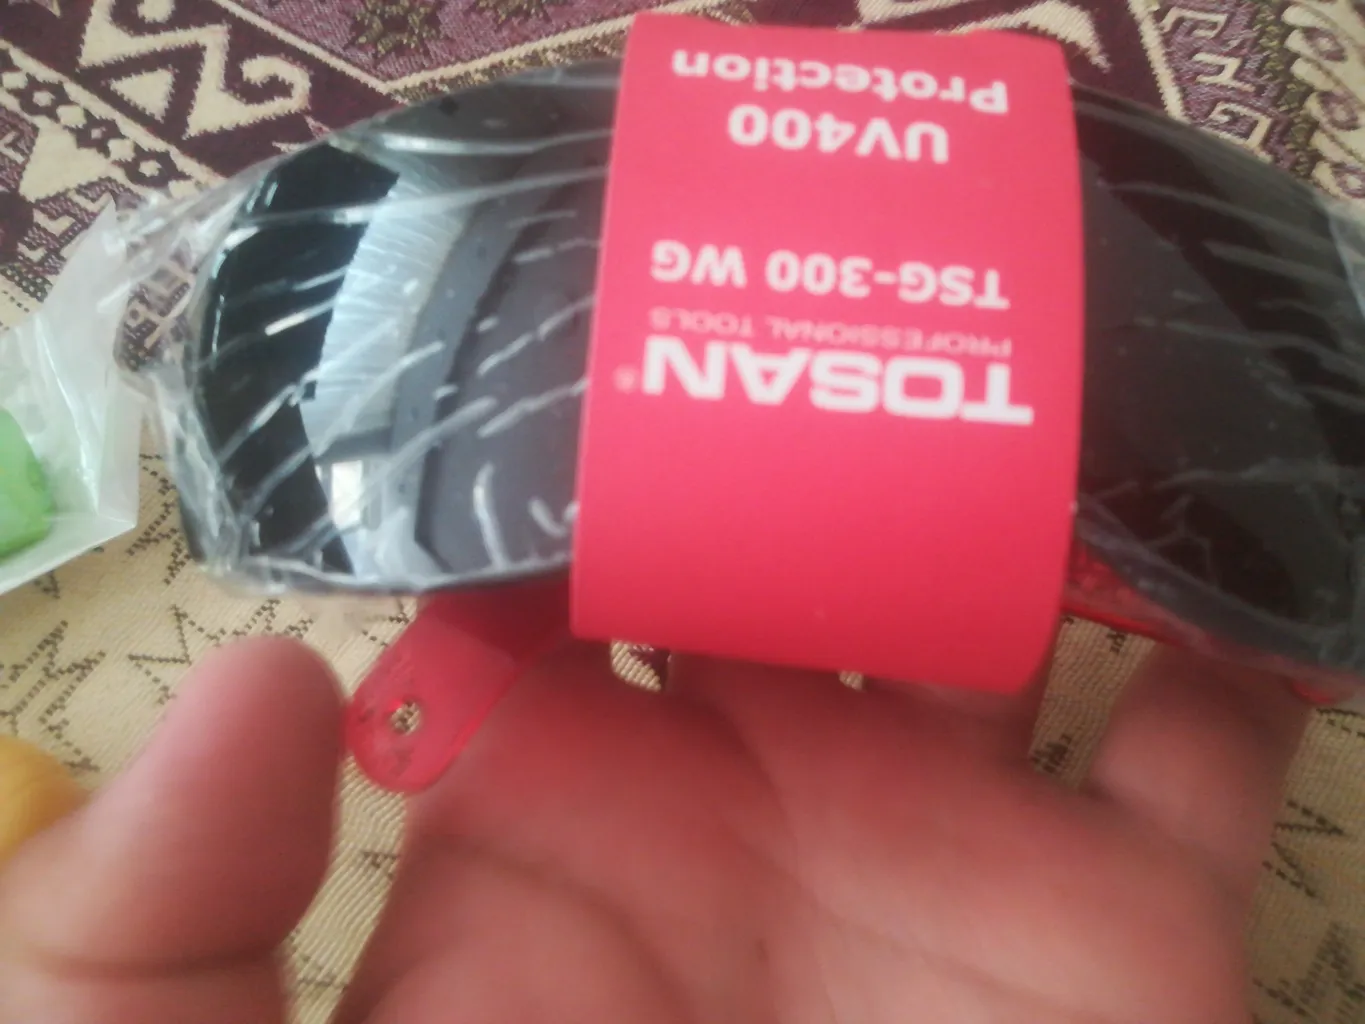 TOSAN®
PROFESSIONAL TOOLS
TSG-300 WG
UV400
Protection